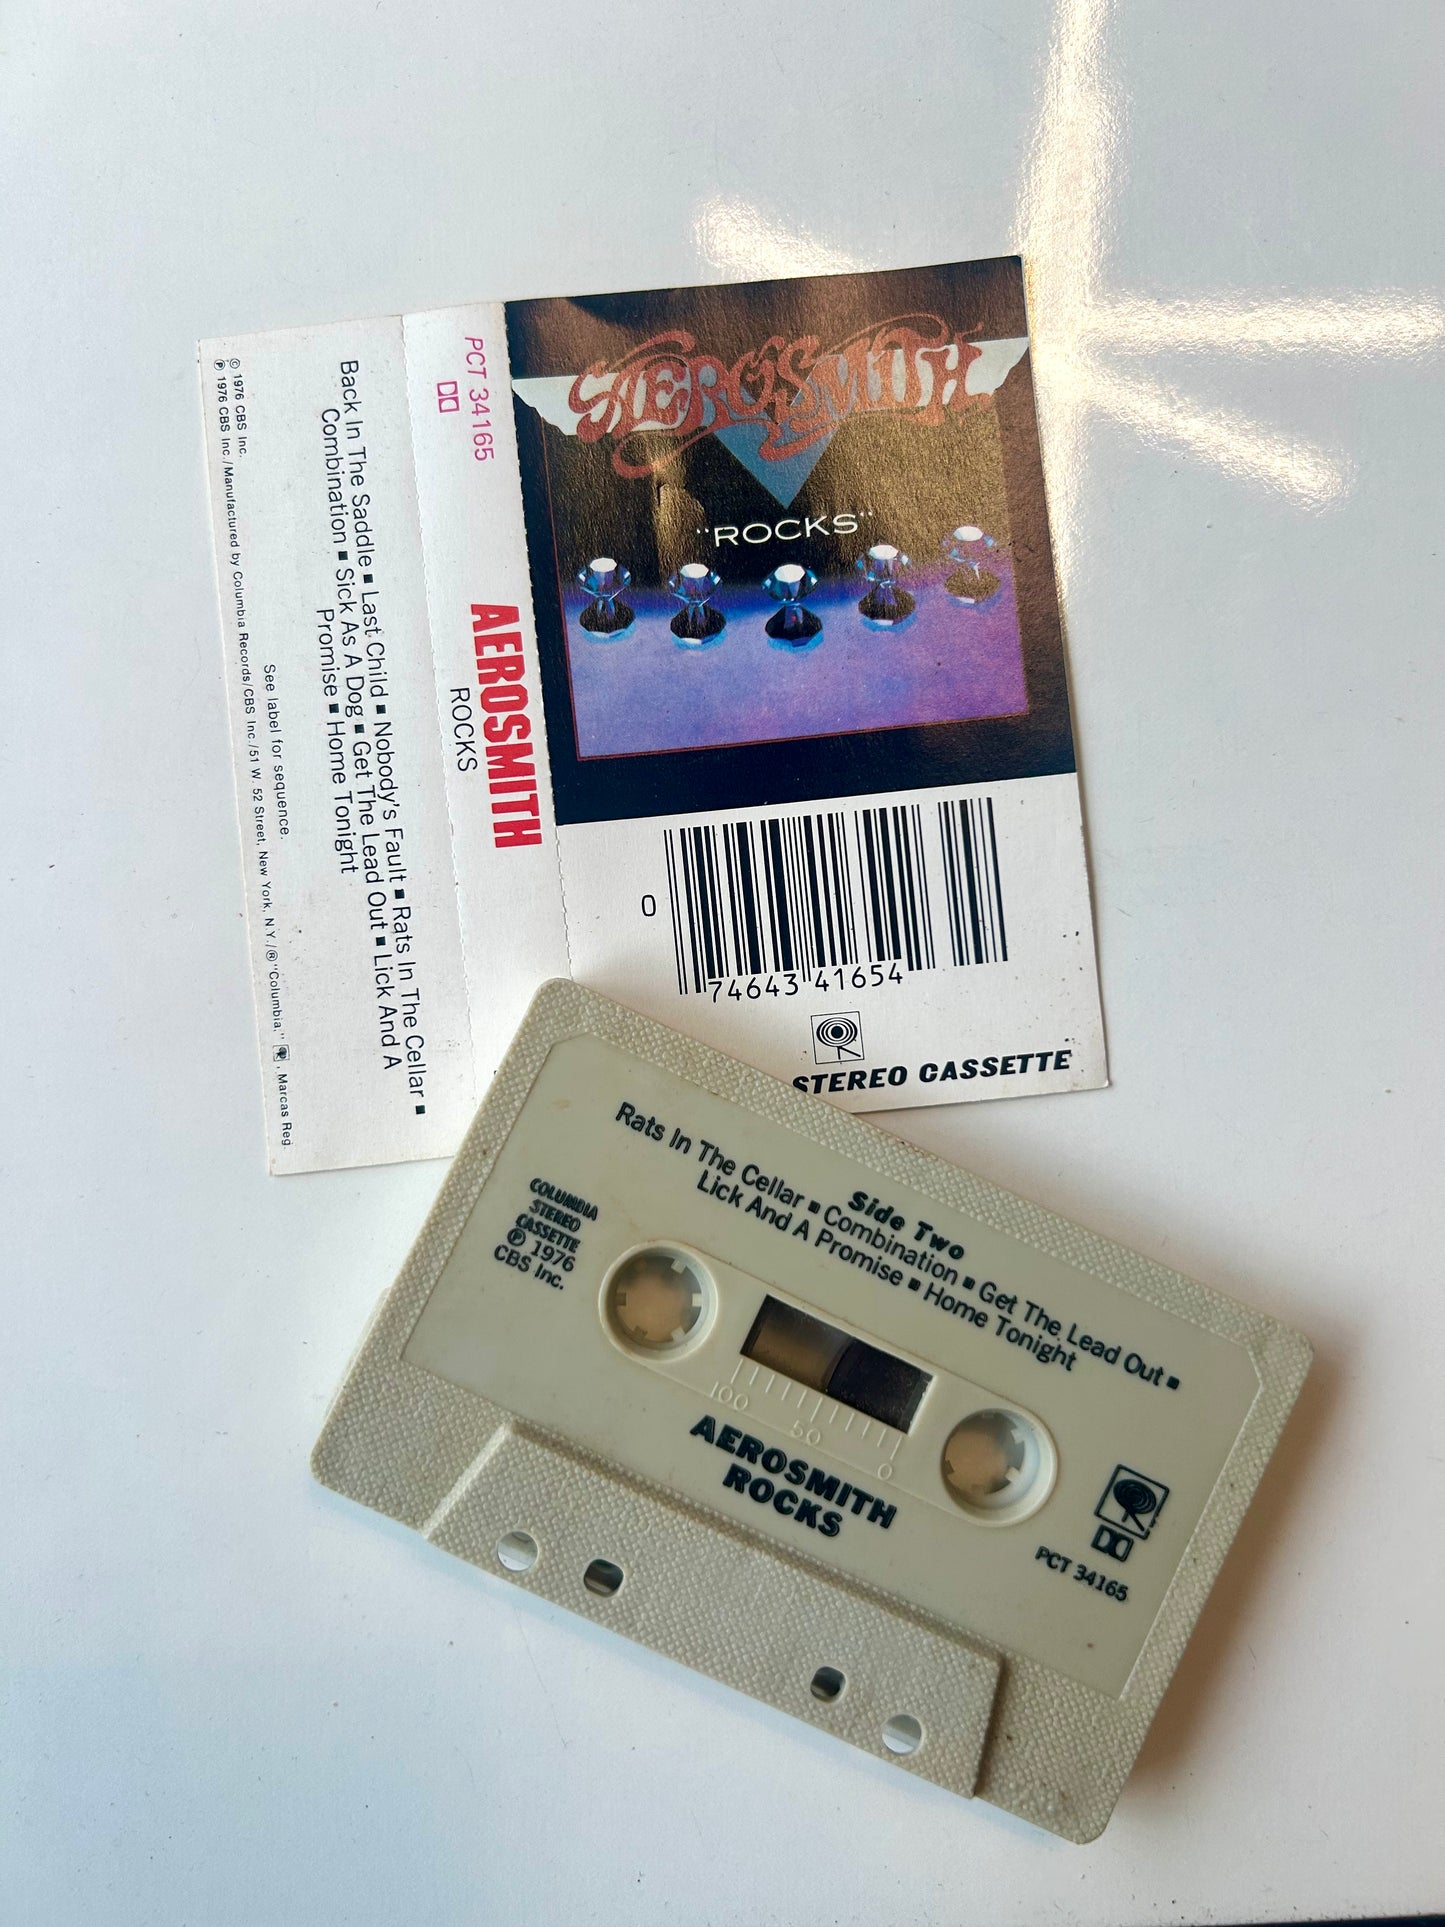 © 1976 CBS Inc.
℗ 1976 CBS Inc./Manufactured by Columbia Records/CBS Inc./51 W. 52 Street, New York, N.Y./® "Columbia," , Marcas Reg.
See label for sequence.
Back In The Saddle ■ Last Child ■ Nobody's Fault ■ Rats In The Cellar ■
Combination ■ Sick As A Dog ■ Get The Lead Out ■ Lick And A
Promise ■ Home Tonight
PCT 34165
AEROSMITH
ROCKS
AEROSMITH
"ROCKS"
0 74643 41654
STEREO CASSETTE
Side Two
Rats In The Cellar ■ Combination ■ Get The Lead Out ■
Lick And A Promise ■ Home Tonight
COLUMBIA
STEREO
CASSETTE
℗ 1976
CBS Inc.
100 50 0
AEROSMITH
ROCKS
PCT 34165